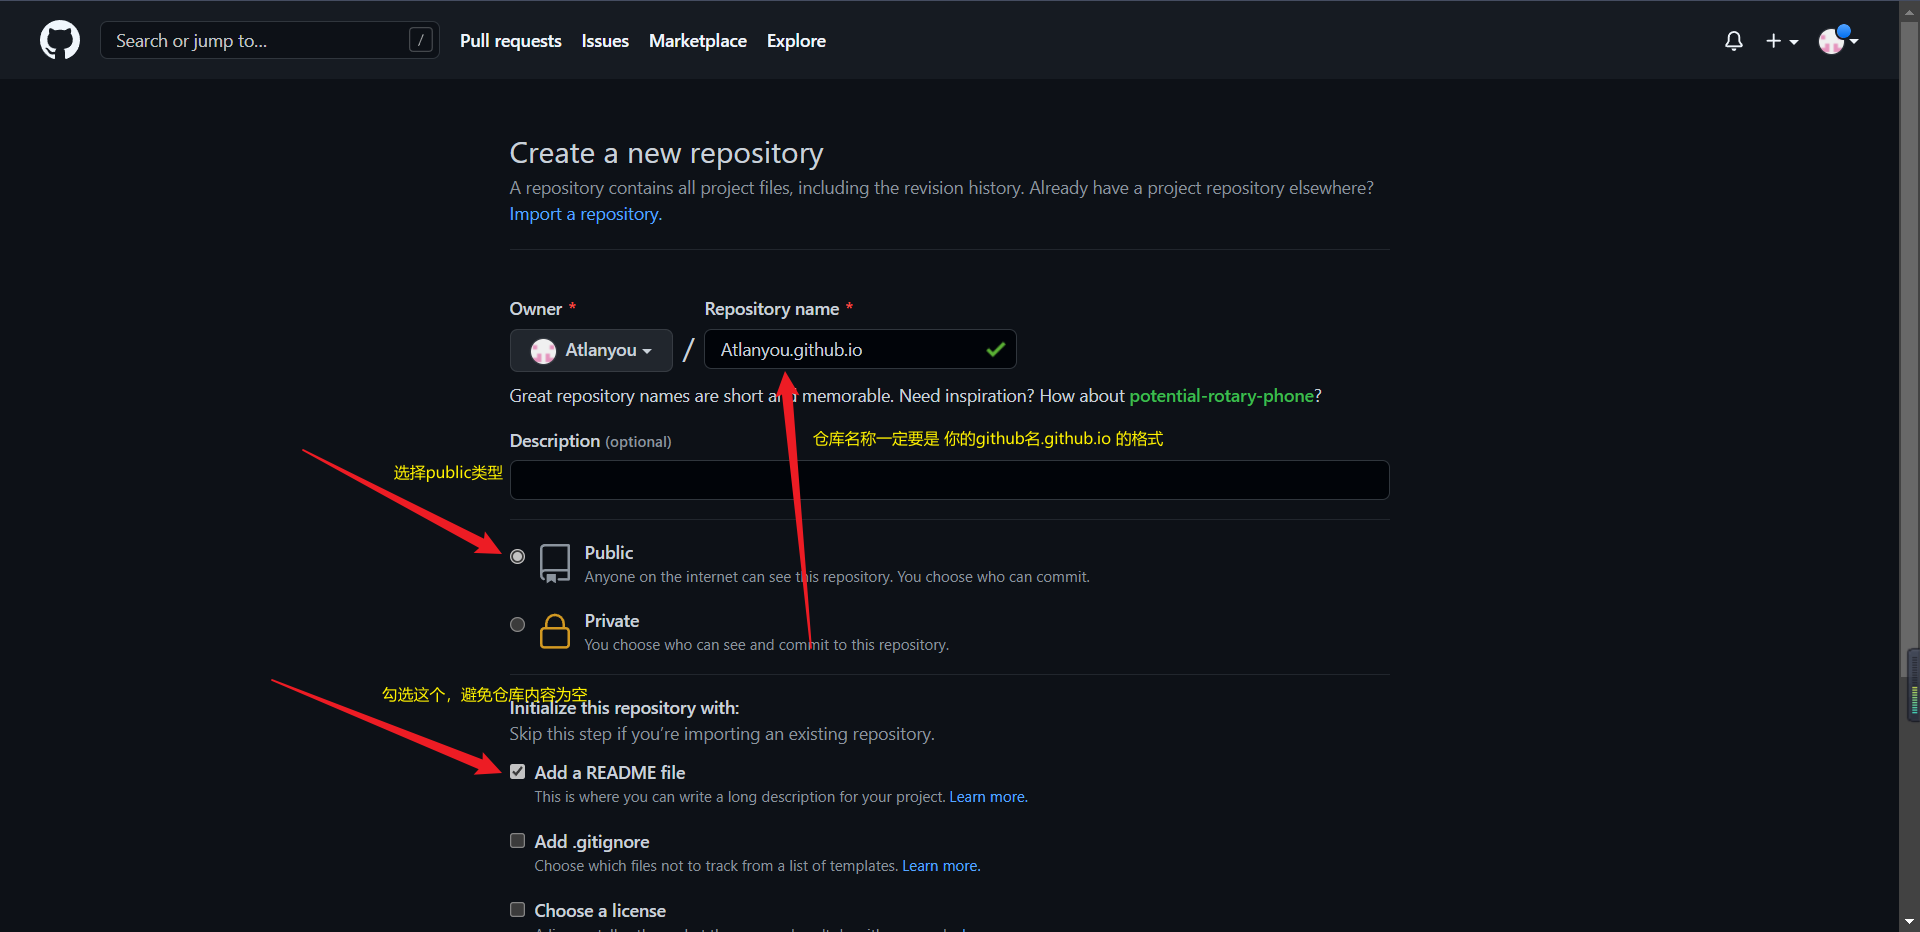 Search or jump to... /
Pull requests Issues Marketplace Explore
Create a new repository
A repository contains all project files, including the revision history. Already have a project repository elsewhere?
Import a repository.
Owner * Repository name *
Atlanyou / Atlanyou.github.io
Great repository names are short and memorable. Need inspiration? How about potential-rotary-phone?
仓库名称一定要是 你的github名.github.io 的格式
Description (optional)
选择public类型
Public
Anyone on the internet can see this repository. You choose who can commit.
Private
You choose who can see and commit to this repository.
勾选这个，避免仓库内容为空
Initialize this repository with:
Skip this step if you’re importing an existing repository.
Add a README file
This is where you can write a long description for your project. Learn more.
Add .gitignore
Choose which files not to track from a list of templates. Learn more.
Choose a license